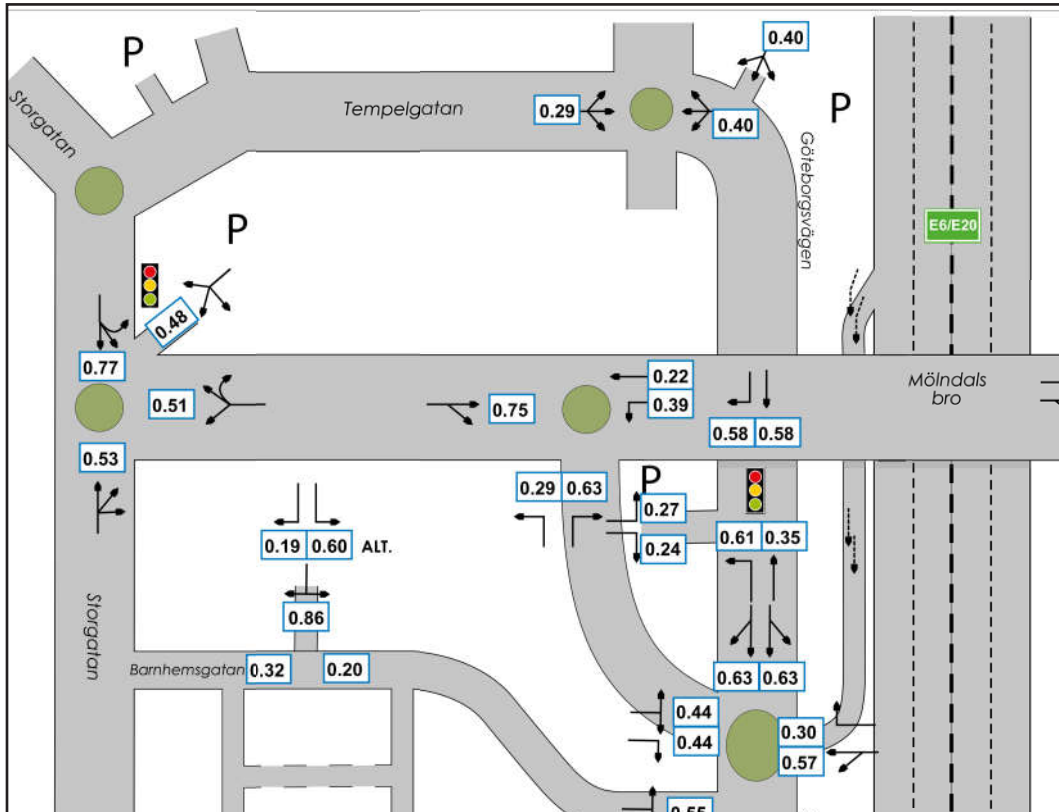 0.40
P
Storgatan
Tempelgatan
0.29
0.40
P
Göteborgsvägen
P
E6/E20
0.48
0.77
0.51
0.75
0.22
0.39
Mölndals
bro
0.58 0.58
0.53
P
0.29 0.63
0.27
0.19 0.60 ALT.
0.24
0.61 0.35
0.86
Storgatan
Barnhemsgatan
0.32
0.20
0.63 0.63
0.44
0.44
0.30
0.57
0.55